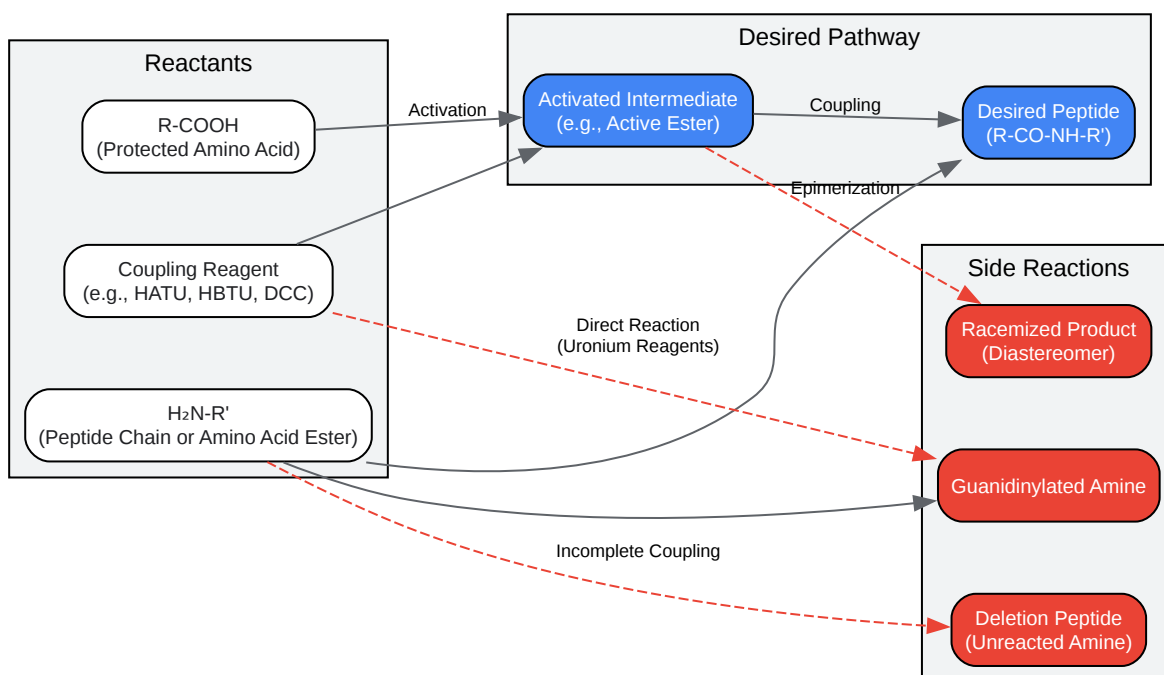 Reactants
R-COOH
(Protected Amino Acid)
Coupling Reagent
(e.g., HATU, HBTU, DCC)
H₂N-R'
(Peptide Chain or Amino Acid Ester)
Activation
Desired Pathway
Activated Intermediate
(e.g., Active Ester)
Coupling
Desired Peptide
(R-CO-NH-R')
Epimerization
Direct Reaction
(Uronium Reagents)
Incomplete Coupling
Side Reactions
Racemized Product
(Diastereomer)
Guanidinylated Amine
Deletion Peptide
(Unreacted Amine)